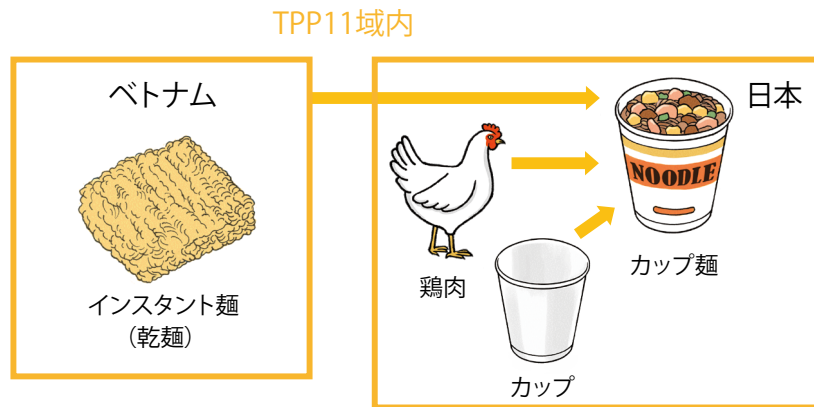 TPP11域内
ベトナム
日本
NOODLE
インスタント麺
（乾麺）
鶏肉
カップ
カップ麺